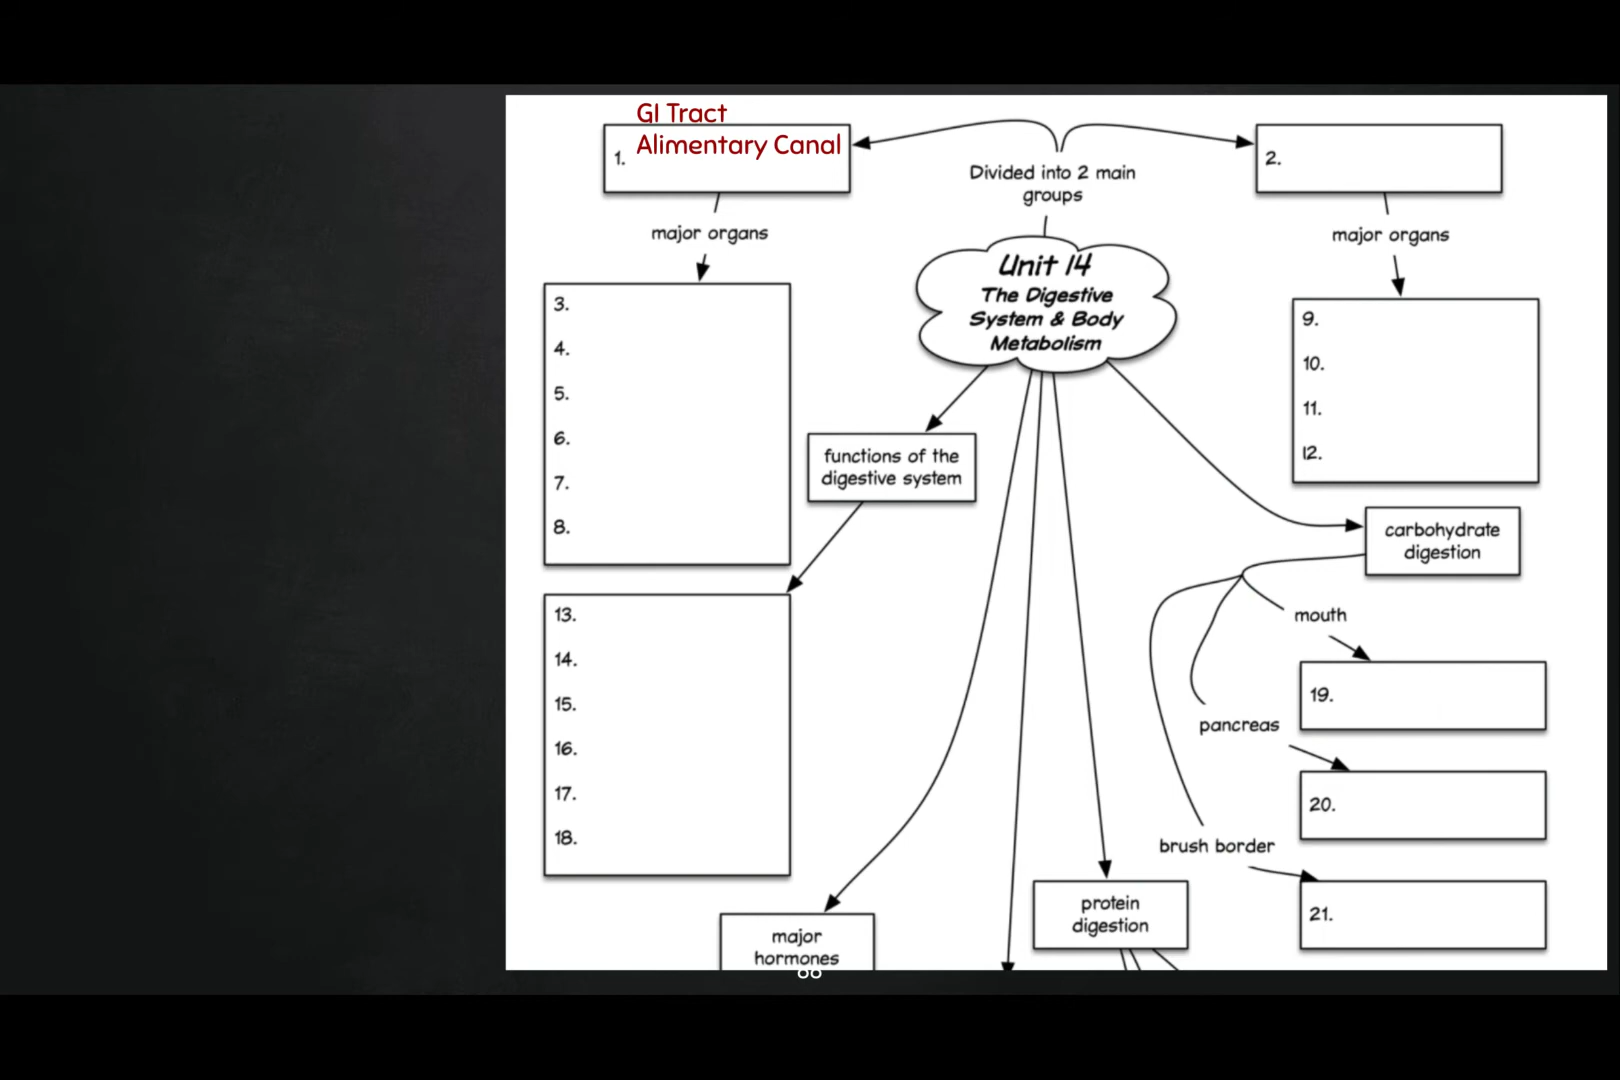 GI Tract
Alimentary Canal
1.
2.
Divided into 2 main
groups
major organs
major organs
Unit 14
The Digestive
System & Body
Metabolism
3.
4.
5.
6.
7.
8.
9.
10.
11.
12.
functions of the
digestive system
carbohydrate
digestion
13.
14.
15.
16.
17.
18.
mouth
19.
pancreas
20.
brush border
21.
protein
digestion
major
hormones